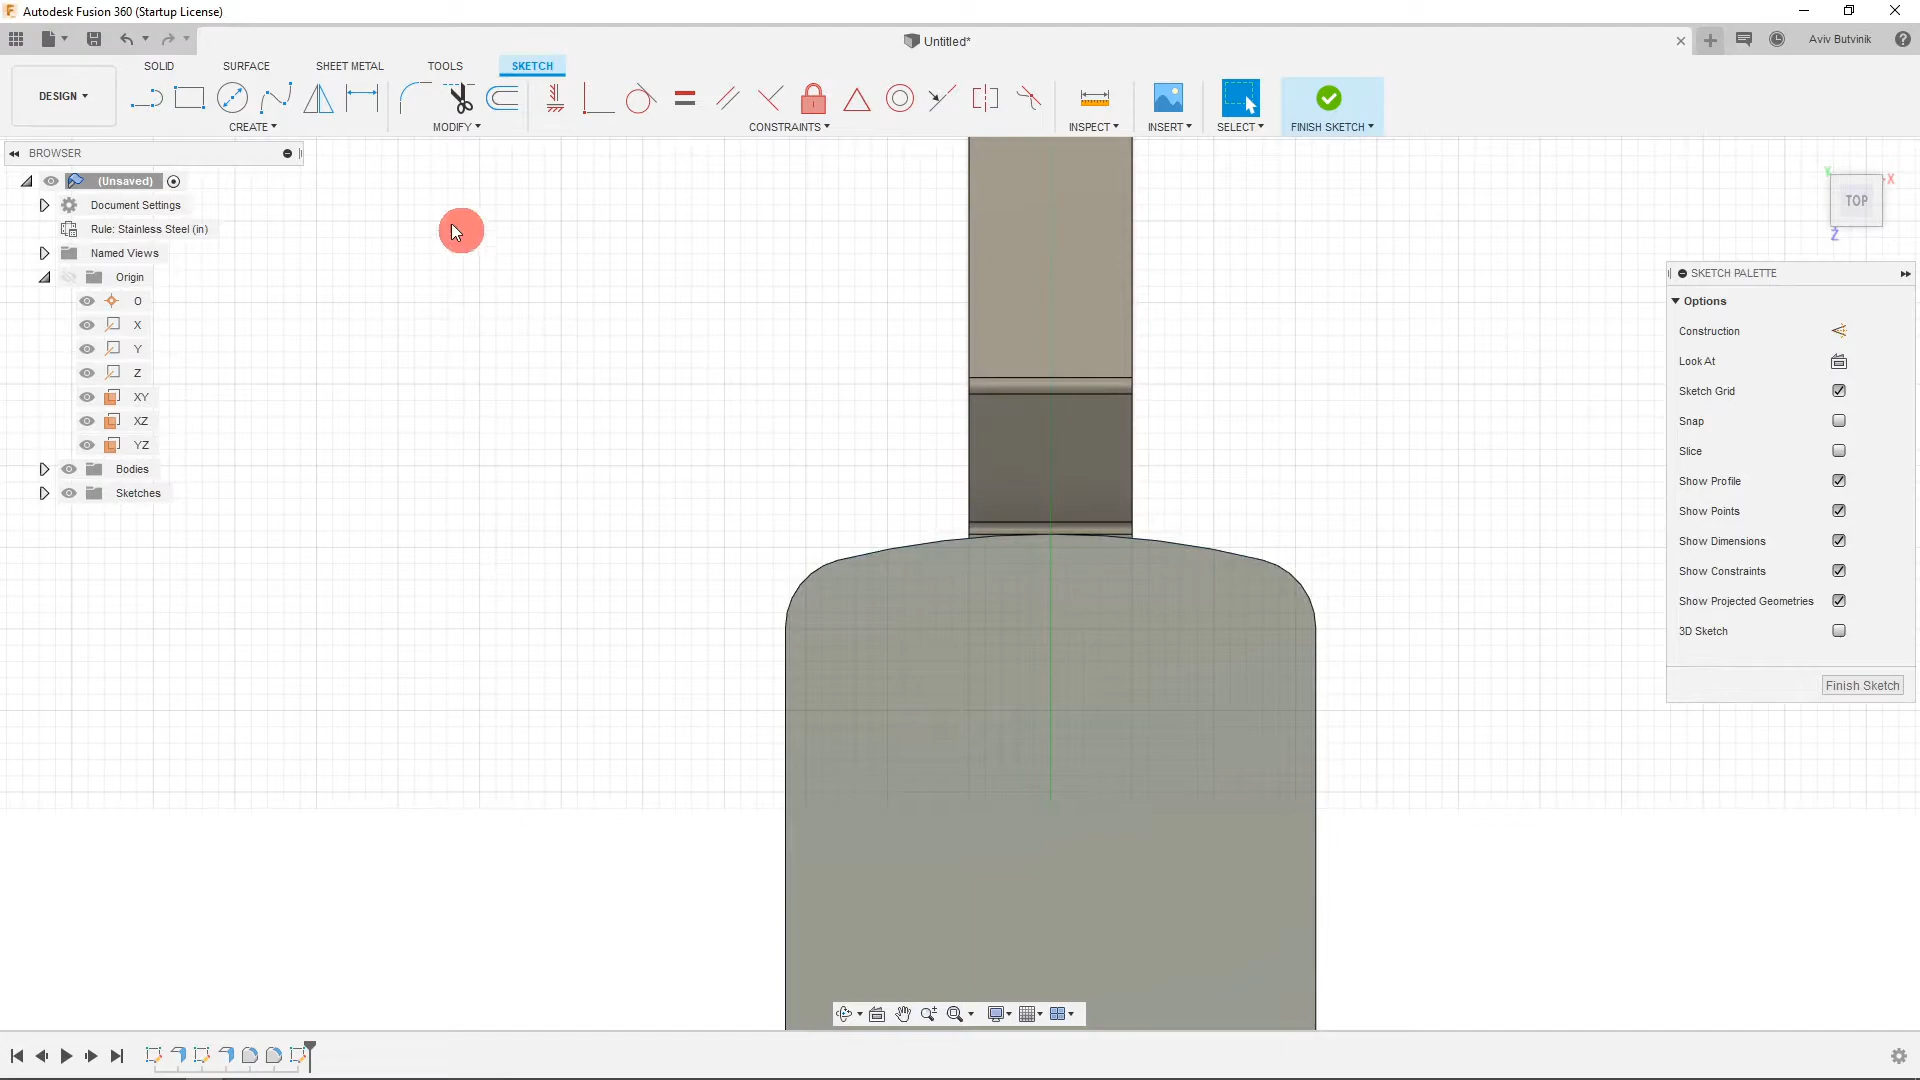 Autodesk Fusion 360 (Startup License)
Untitled*
Aviv Butvinik
SOLID
SURFACE
SHEET METAL
TOOLS
SKETCH
DESIGN
CREATE
MODIFY
CONSTRAINTS
INSPECT
INSERT
SELECT
FINISH SKETCH
BROWSER
(Unsaved)
Document Settings
Rule: Stainless Steel (in)
Named Views
Origin
O
X
Y
Z
XY
XZ
YZ
Bodies
Sketches
Y
X
TOP
Z
SKETCH PALETTE
Options
Construction
Look At
Sketch Grid
Snap
Slice
Show Profile
Show Points
Show Dimensions
Show Constraints
Show Projected Geometries
3D Sketch
Finish Sketch